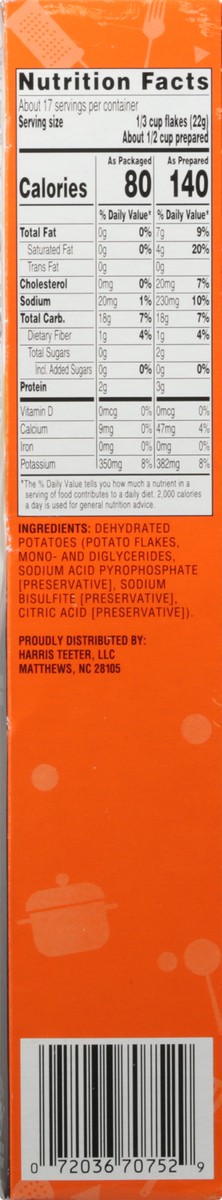 Nutrition Facts
About 17 servings per container
Serving size 1/3 cup flakes (22g)
About 1/2 cup prepared
As Packaged As Prepared
Calories 80 140
% Daily Value* % Daily Value*
Total Fat 0g 0% 7g 9%
Saturated Fat 0g 0% 4g 20%
Trans Fat 0g 0g
Cholesterol 0mg 0% 20mg 7%
Sodium 20mg 1% 230mg 10%
Total Carb. 18g 7% 18g 7%
Dietary Fiber 1g 4% 1g 4%
Total Sugars 0g 2g
Incl. Added Sugars 0g 0% 0g 0%
Protein 2g 3g
Vitamin D 0mcg 0% 0mcg 0%
Calcium 9mg 0% 47mg 4%
Iron 0mg 0% 0mg 0%
Potassium 350mg 8% 382mg 8%
*The % Daily Value tells you how much a nutrient in a
serving of food contributes to a daily diet. 2,000 calories
a day is used for general nutrition advice.
INGREDIENTS: DEHYDRATED
POTATOES (POTATO FLAKES,
MONO- AND DIGLYCERIDES,
SODIUM ACID PYROPHOSPHATE
[PRESERVATIVE], SODIUM
BISULFITE [PRESERVATIVE],
CITRIC ACID [PRESERVATIVE]).
PROUDLY DISTRIBUTED BY:
HARRIS TEETER, LLC
MATTHEWS, NC 28105
0 72036 70752 9